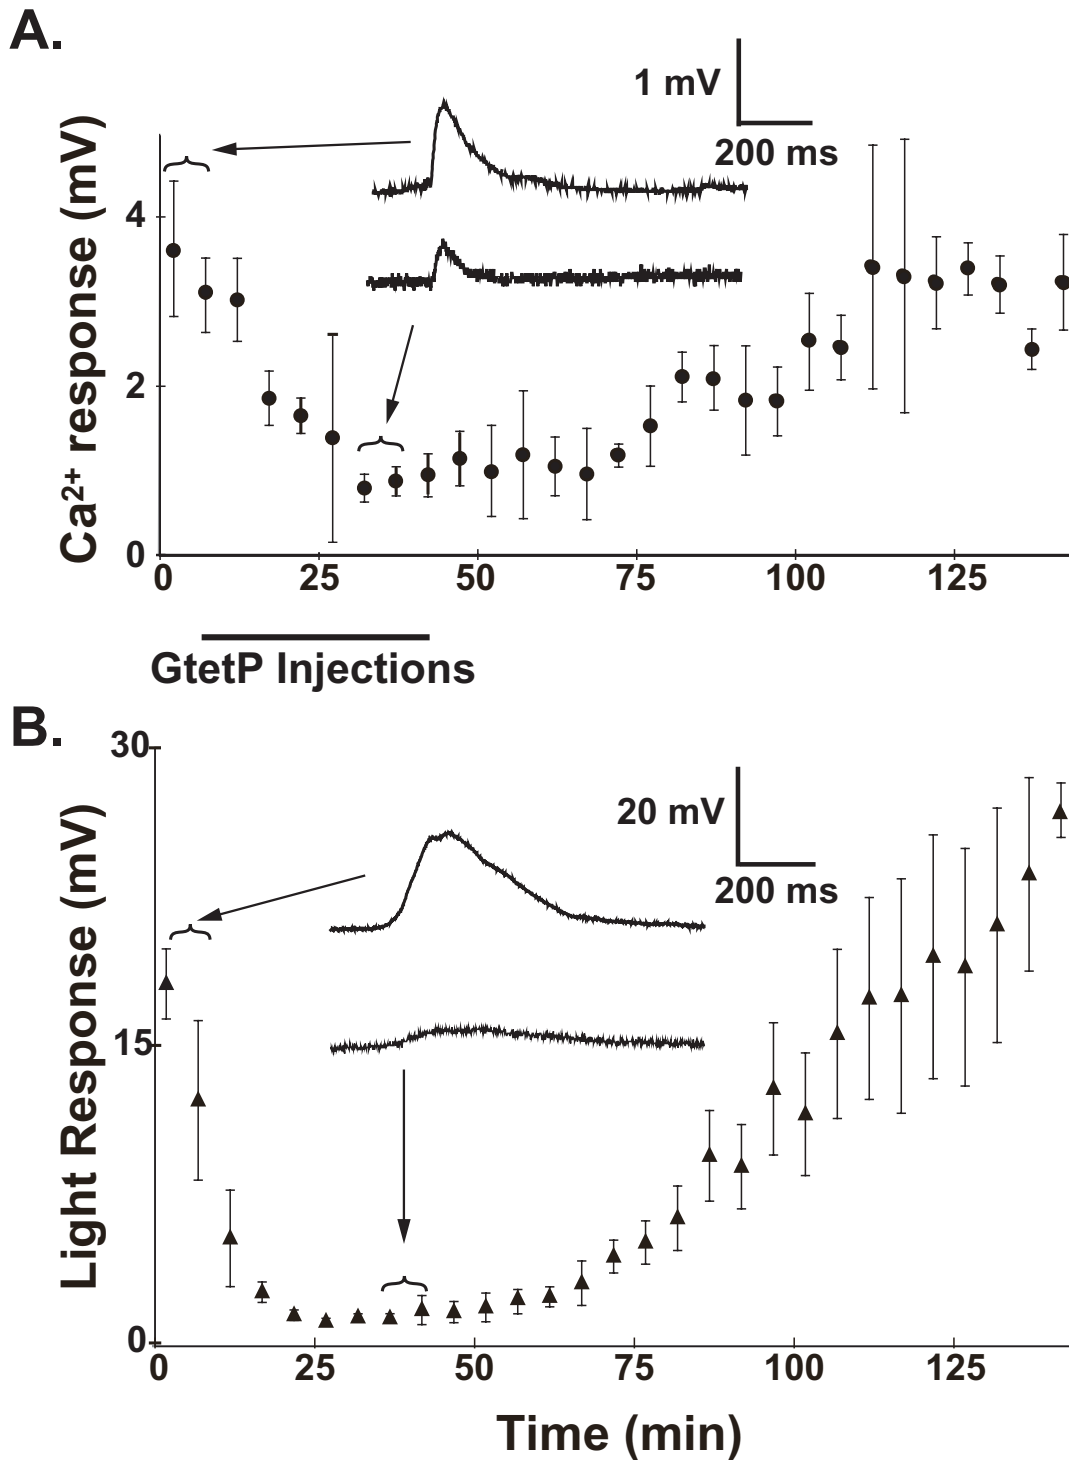 A.
1 mV
200 ms
Ca2+ response (mV)
4
2
0
0 25 50 75 100 125
GtetP Injections
B.
30
20 mV
200 ms
Light Response (mV)
15
0
0 25 50 75 100 125
Time (min)